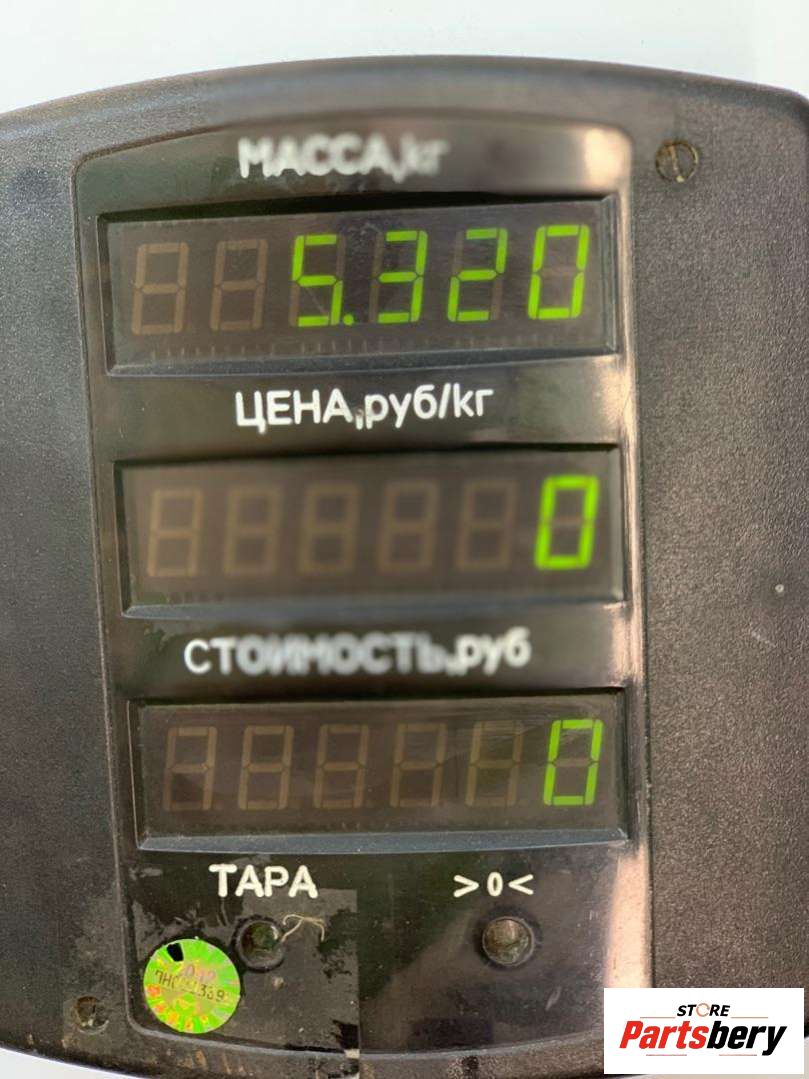 МАССА,кг
5.320
ЦЕНА,руб/кг
0
СТОИМОСТЬ,руб
0
ТАРА >0<
STORE
Partsbery